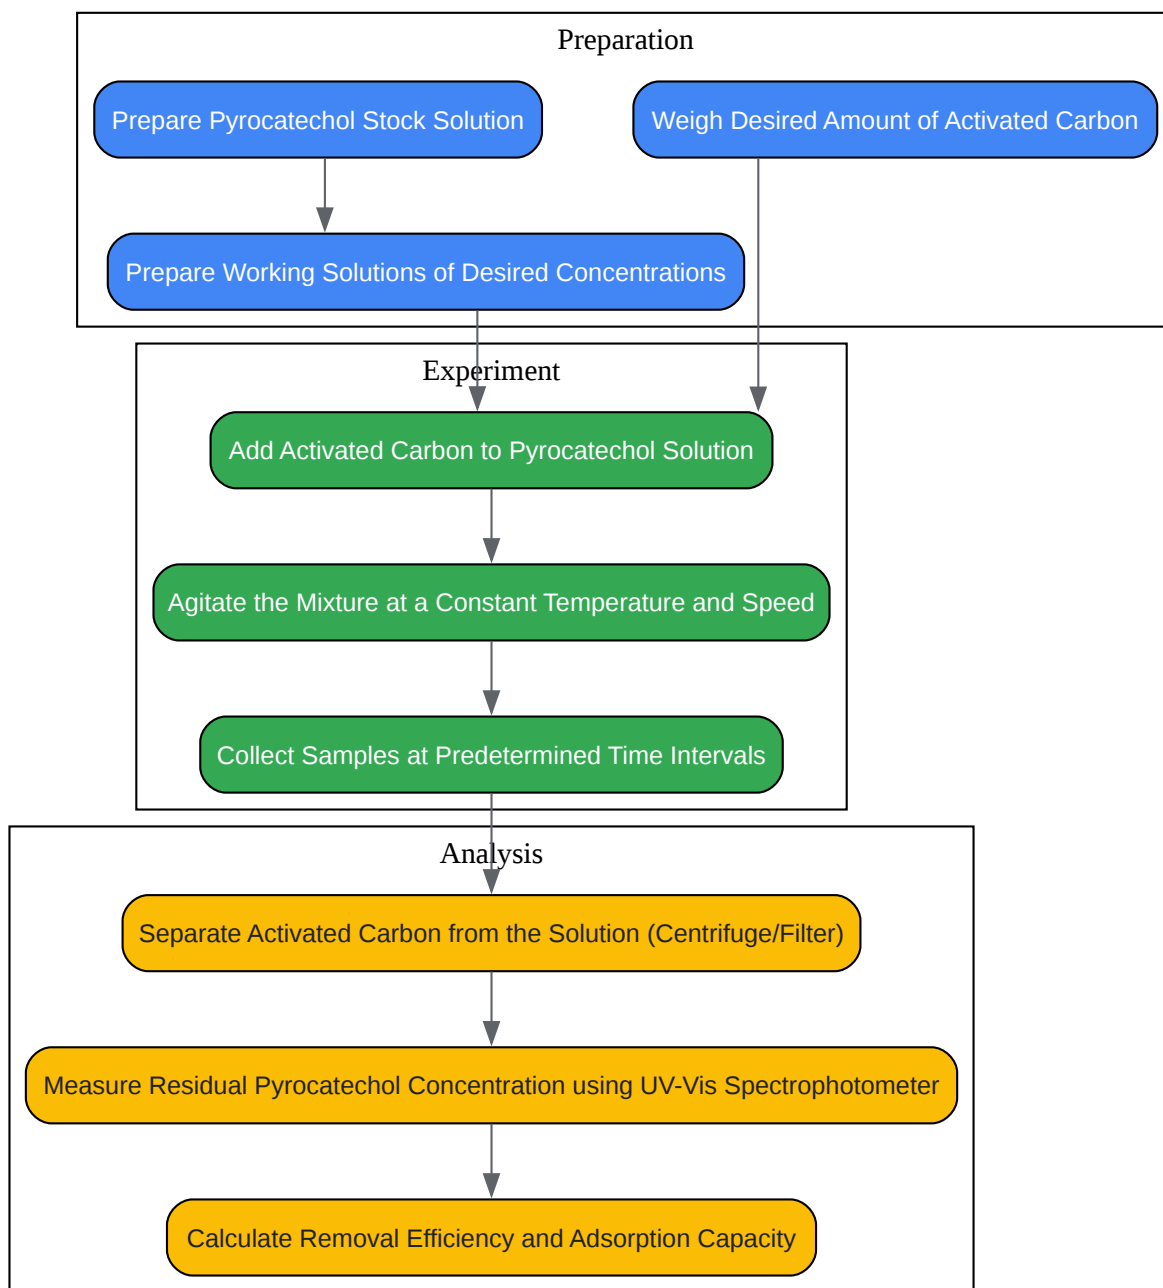 Preparation
Prepare Pyrocatechol Stock Solution
Weigh Desired Amount of Activated Carbon
Prepare Working Solutions of Desired Concentrations
Experiment
Add Activated Carbon to Pyrocatechol Solution
Agitate the Mixture at a Constant Temperature and Speed
Collect Samples at Predetermined Time Intervals
Analysis
Separate Activated Carbon from the Solution (Centrifuge/Filter)
Measure Residual Pyrocatechol Concentration using UV-Vis Spectrophotometer
Calculate Removal Efficiency and Adsorption Capacity